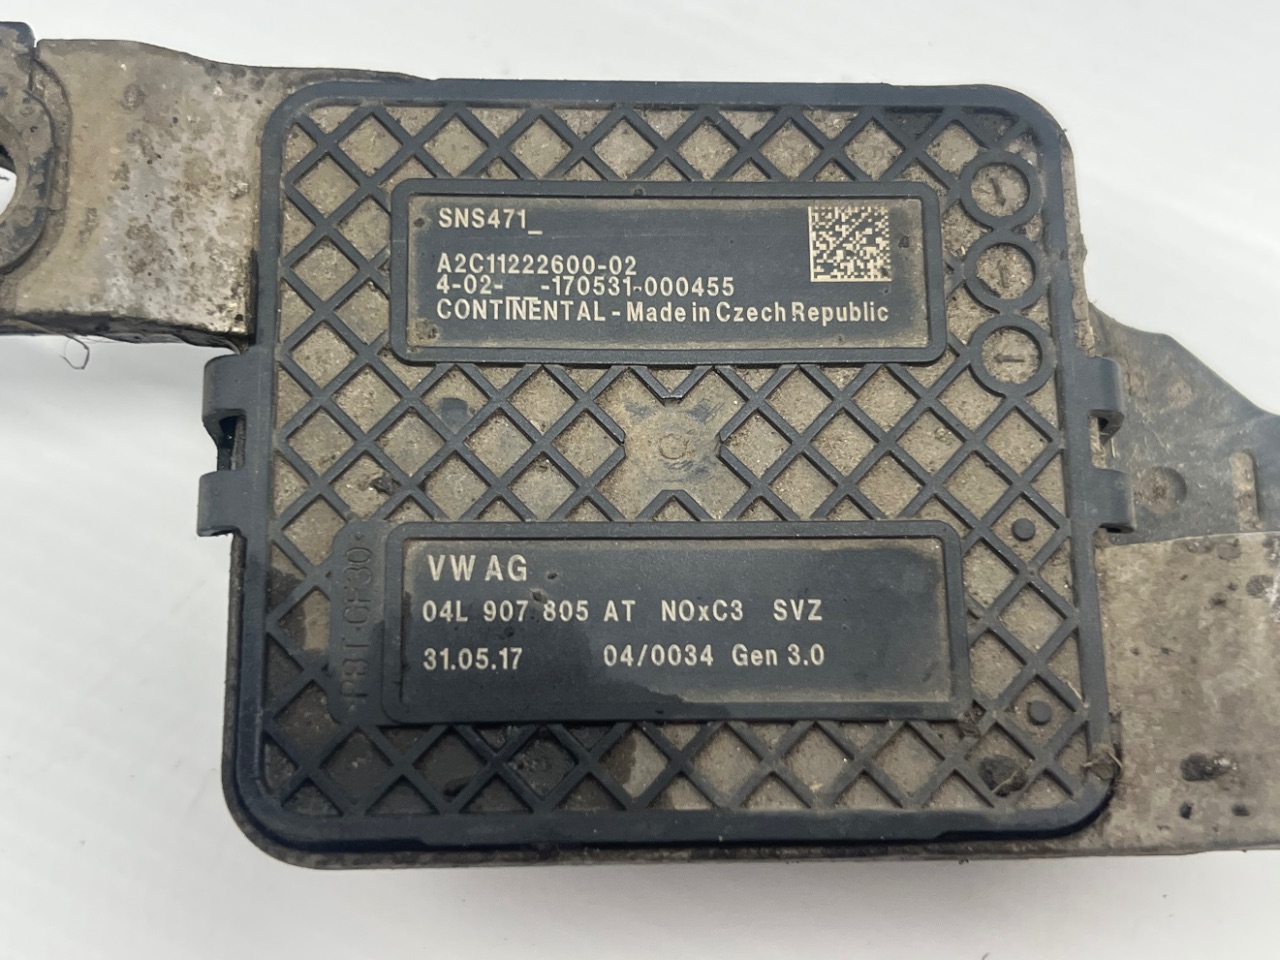 SNS471_
A2C11222600-02
4-02-    -170531-000455
CONTINENTAL - Made in Czech Republic
VW AG
04L 907 805 AT NOxC3 SVZ
31.05.17 04/0034 Gen 3.0